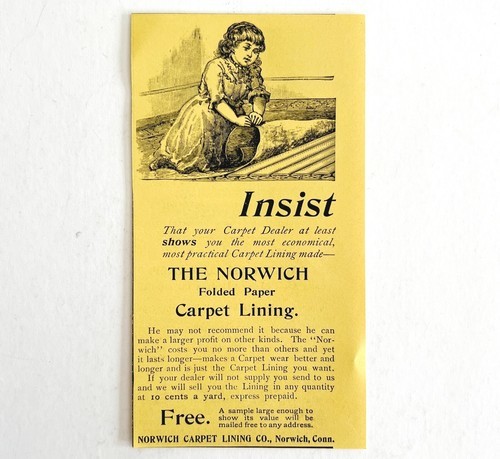 Insist
That your Carpet Dealer at least
shows you the most economical,
most practical Carpet Lining made—
THE NORWICH
Folded Paper
Carpet Lining.
He may not recommend it because he can
make a larger profit on other kinds. The "Nor-
wich" costs you no more than others and yet
it lasts longer—makes a Carpet wear better and
longer and is just the Carpet Lining you want.
If your dealer will not supply you send to us
and we will sell you the Lining in any quantity
at 10 cents a yard, express prepaid.
Free. A sample large enough to
show its value will be
mailed free to any address.
NORWICH CARPET LINING CO., Norwich, Conn.